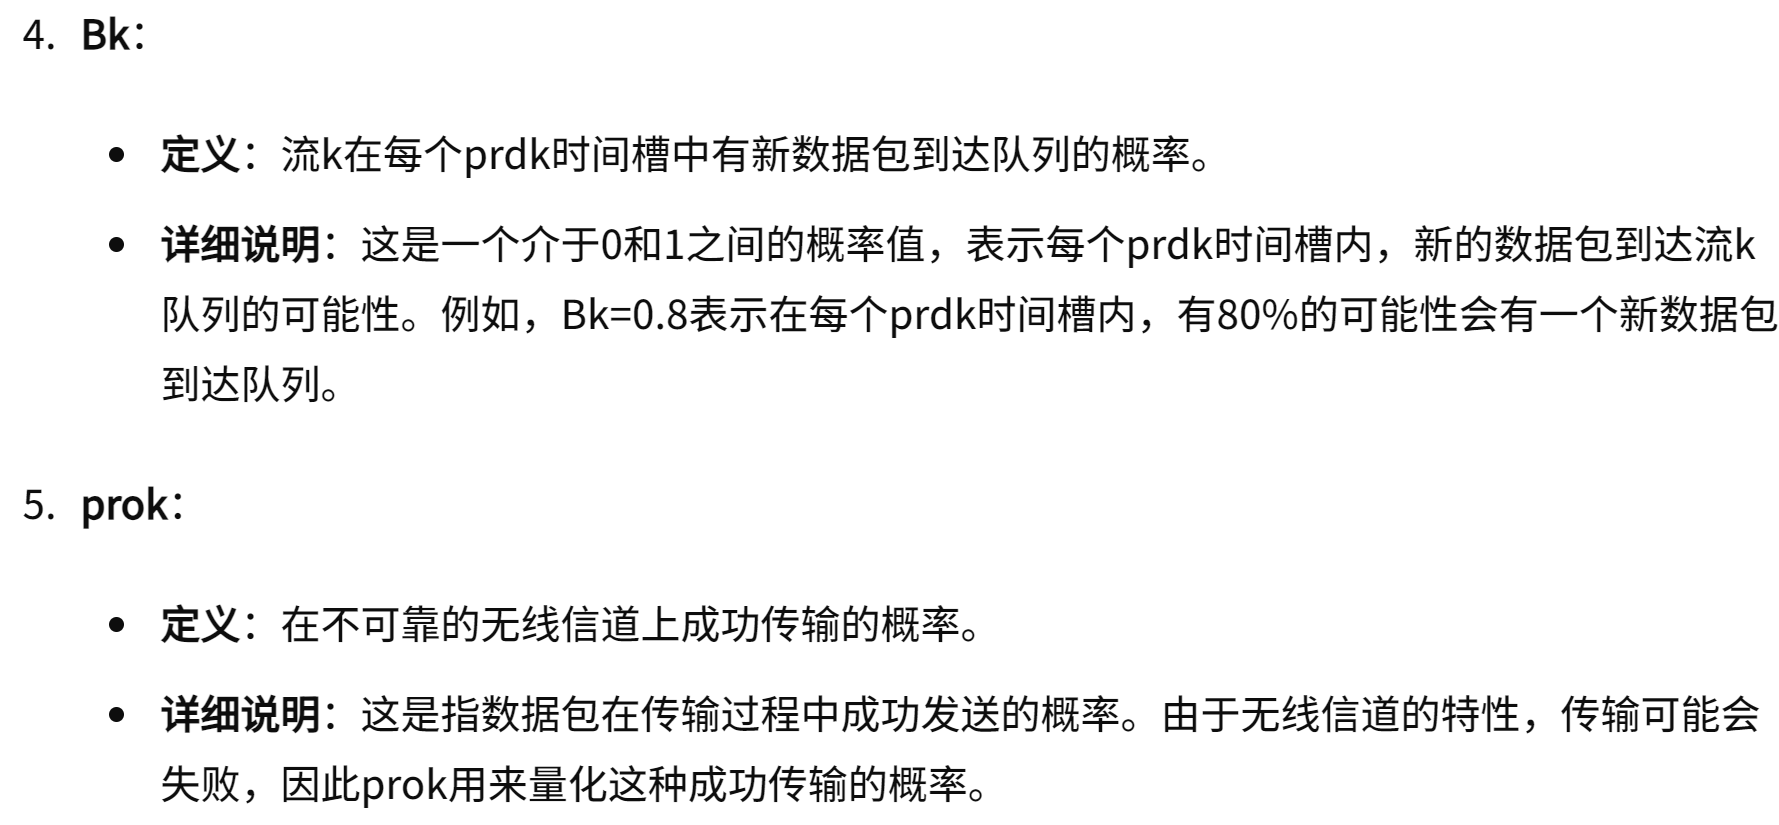 4. Bk：
• 定义：流k在每个prdk时间槽中有新数据包到达队列的概率。
• 详细说明：这是一个介于0和1之间的概率值，表示每个prdk时间槽内，新的数据包到达流k
队列的可能性。例如，Bk=0.8表示在每个prdk时间槽内，有80%的可能性会有一个新数据包
到达队列。
5. prok：
• 定义：在不可靠的无线信道上成功传输的概率。
• 详细说明：这是指数据包在传输过程中成功发送的概率。由于无线信道的特性，传输可能会
失败，因此prok用来量化这种成功传输的概率。